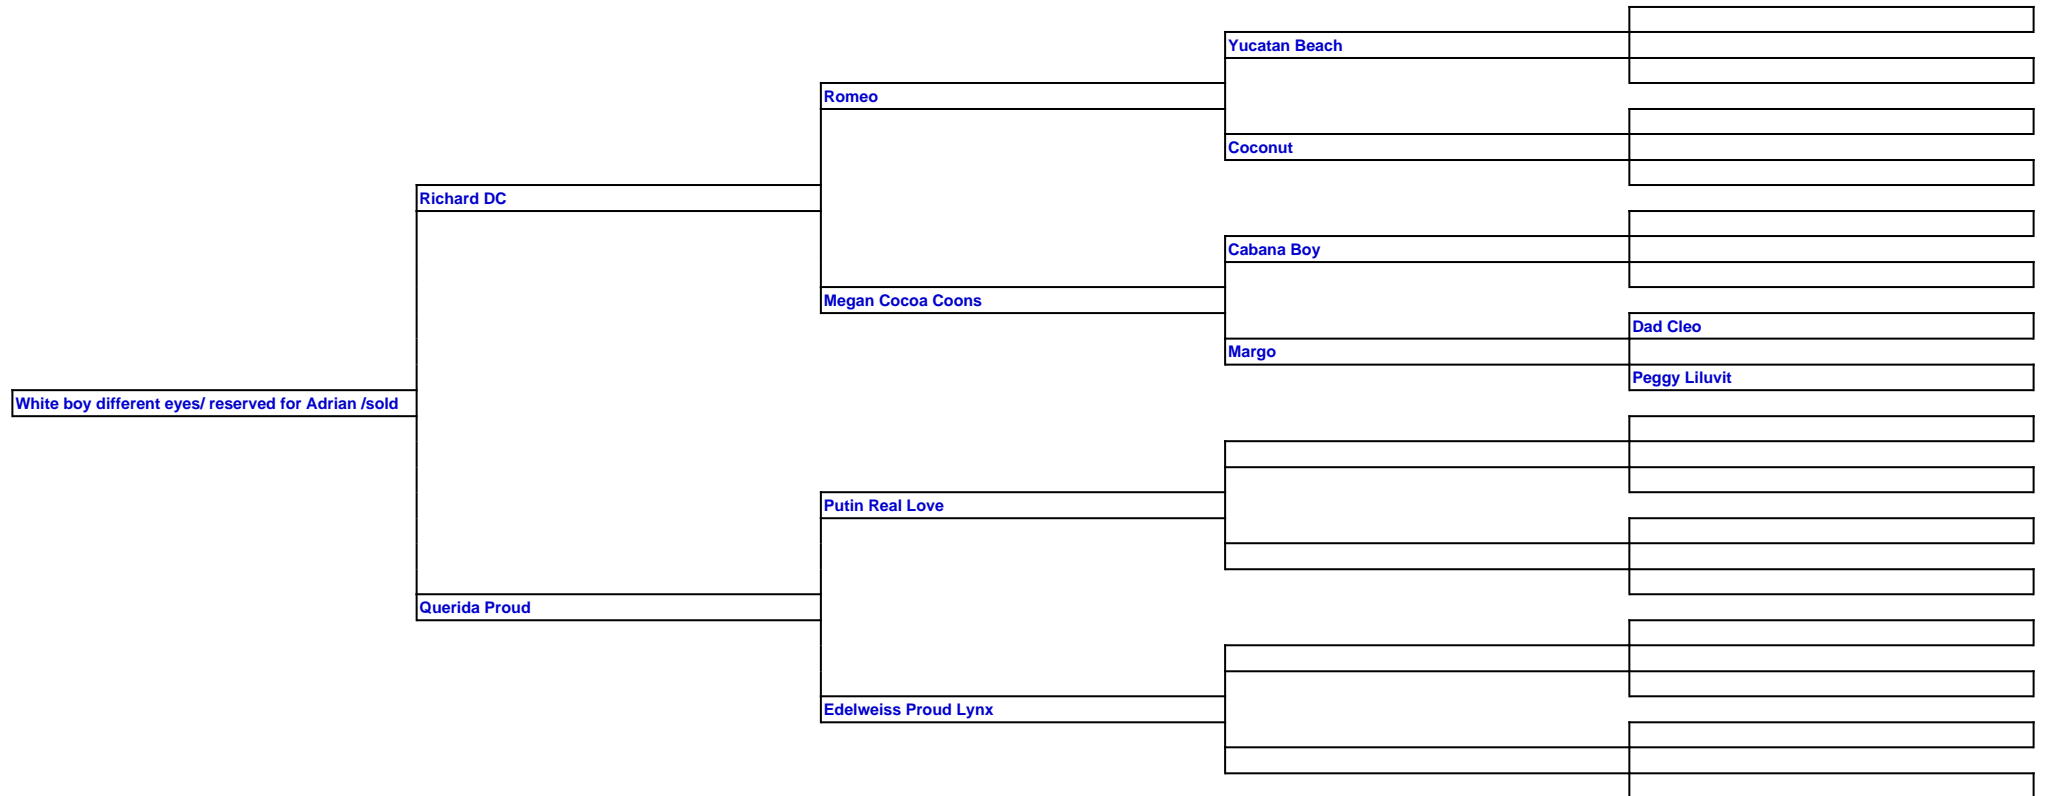 Yucatan Beach
Romeo
Coconut
Richard DC
Cabana Boy
Megan Cocoa Coons
Dad Cleo
Margo
Peggy Liluvit
White boy different eyes/ reserved for Adrian /sold
Putin Real Love
Querida Proud
Edelweiss Proud Lynx